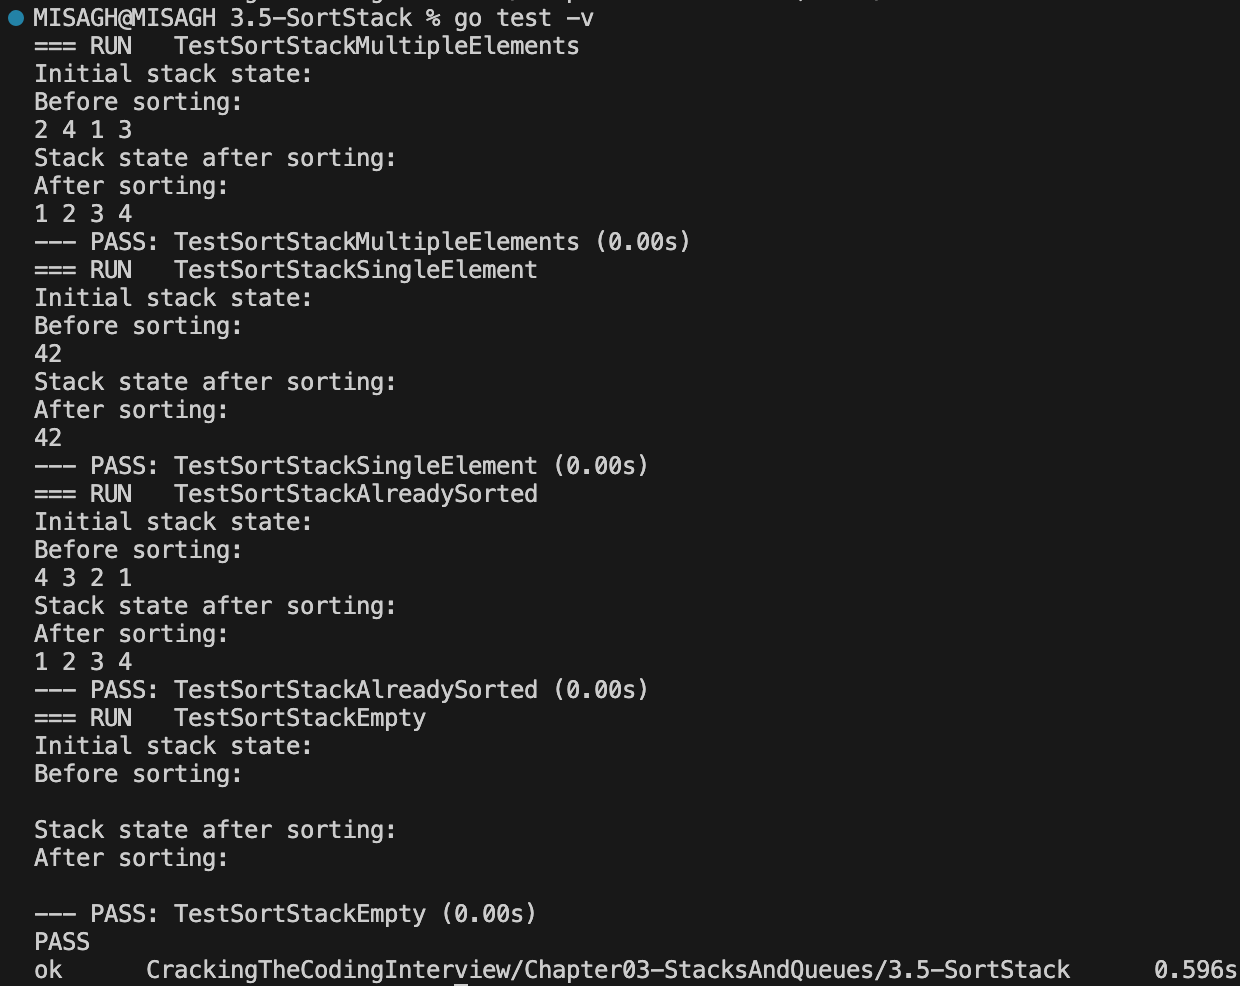 MISAGH@MISAGH 3.5-SortStack % go test -v
=== RUN   TestSortStackMultipleElements
Initial stack state:
Before sorting:
2 4 1 3
Stack state after sorting:
After sorting:
1 2 3 4
--- PASS: TestSortStackMultipleElements (0.00s)
=== RUN   TestSortStackSingleElement
Initial stack state:
Before sorting:
42
Stack state after sorting:
After sorting:
42
--- PASS: TestSortStackSingleElement (0.00s)
=== RUN   TestSortStackAlreadySorted
Initial stack state:
Before sorting:
4 3 2 1
Stack state after sorting:
After sorting:
1 2 3 4
--- PASS: TestSortStackAlreadySorted (0.00s)
=== RUN   TestSortStackEmpty
Initial stack state:
Before sorting:

Stack state after sorting:
After sorting:

--- PASS: TestSortStackEmpty (0.00s)
PASS
ok      CrackingTheCodingInterview/Chapter03-StacksAndQueues/3.5-SortStack      0.596s